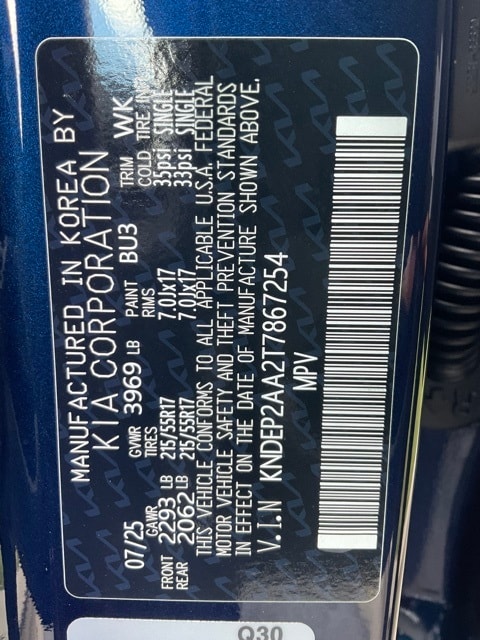 MANUFACTURED IN KOREA BY
KIA CORPORATION
07/25 GVWR 3969 LB PAINT BU3 TRIM WK
GAWR TIRES RIMS COLD TIRE INF
FRONT 2293 LB 215/55R17 7.0Jx17 35psi SINGLE
REAR 2062 LB 215/55R17 7.0Jx17 33psi SINGLE
THIS VEHICLE CONFORMS TO ALL APPLICABLE U.S.A. FEDERAL
MOTOR VEHICLE SAFETY AND THEFT PREVENTION STANDARDS
IN EFFECT ON THE DATE OF MANUFACTURE SHOWN ABOVE.
V.I.N KNDEP2AA2T7867254
MPV
Q30